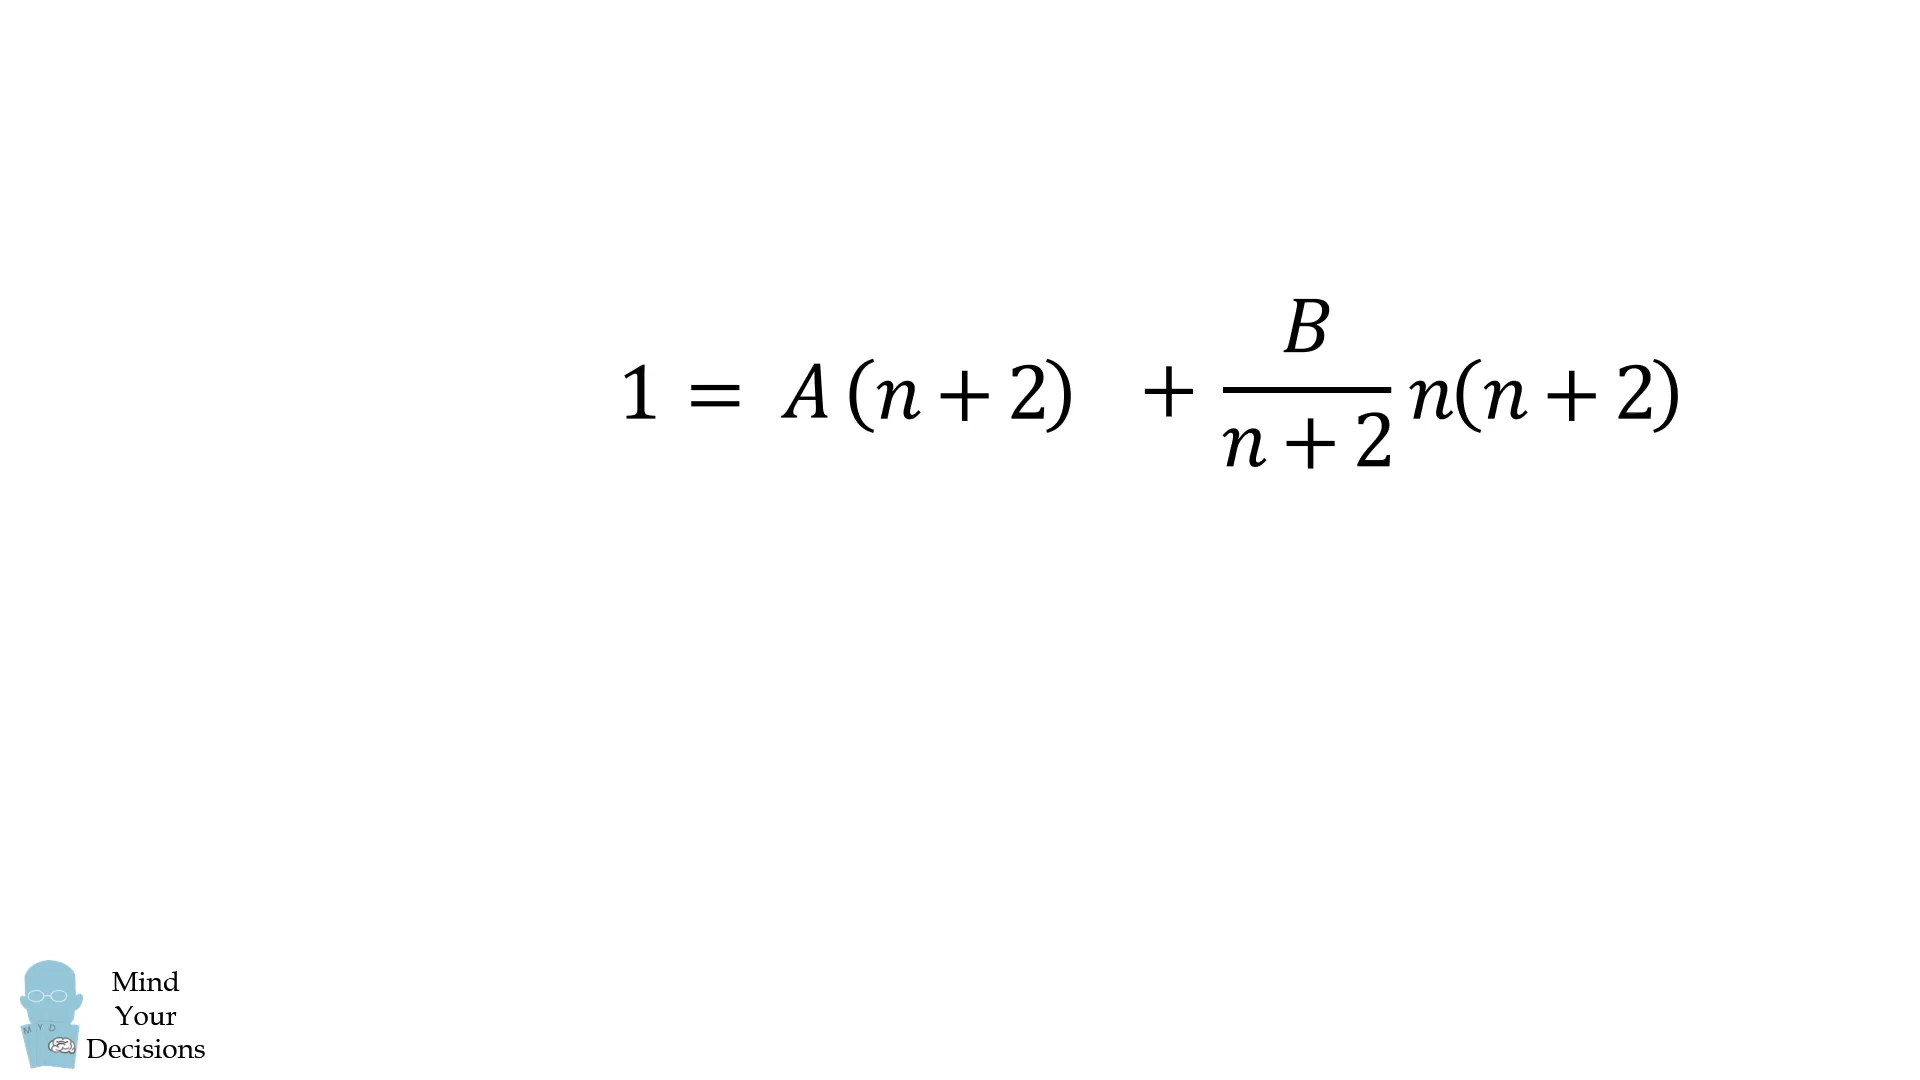 1 = A (n + 2) + B/(n + 2) n(n + 2)
M Y D
Mind
Your
Decisions